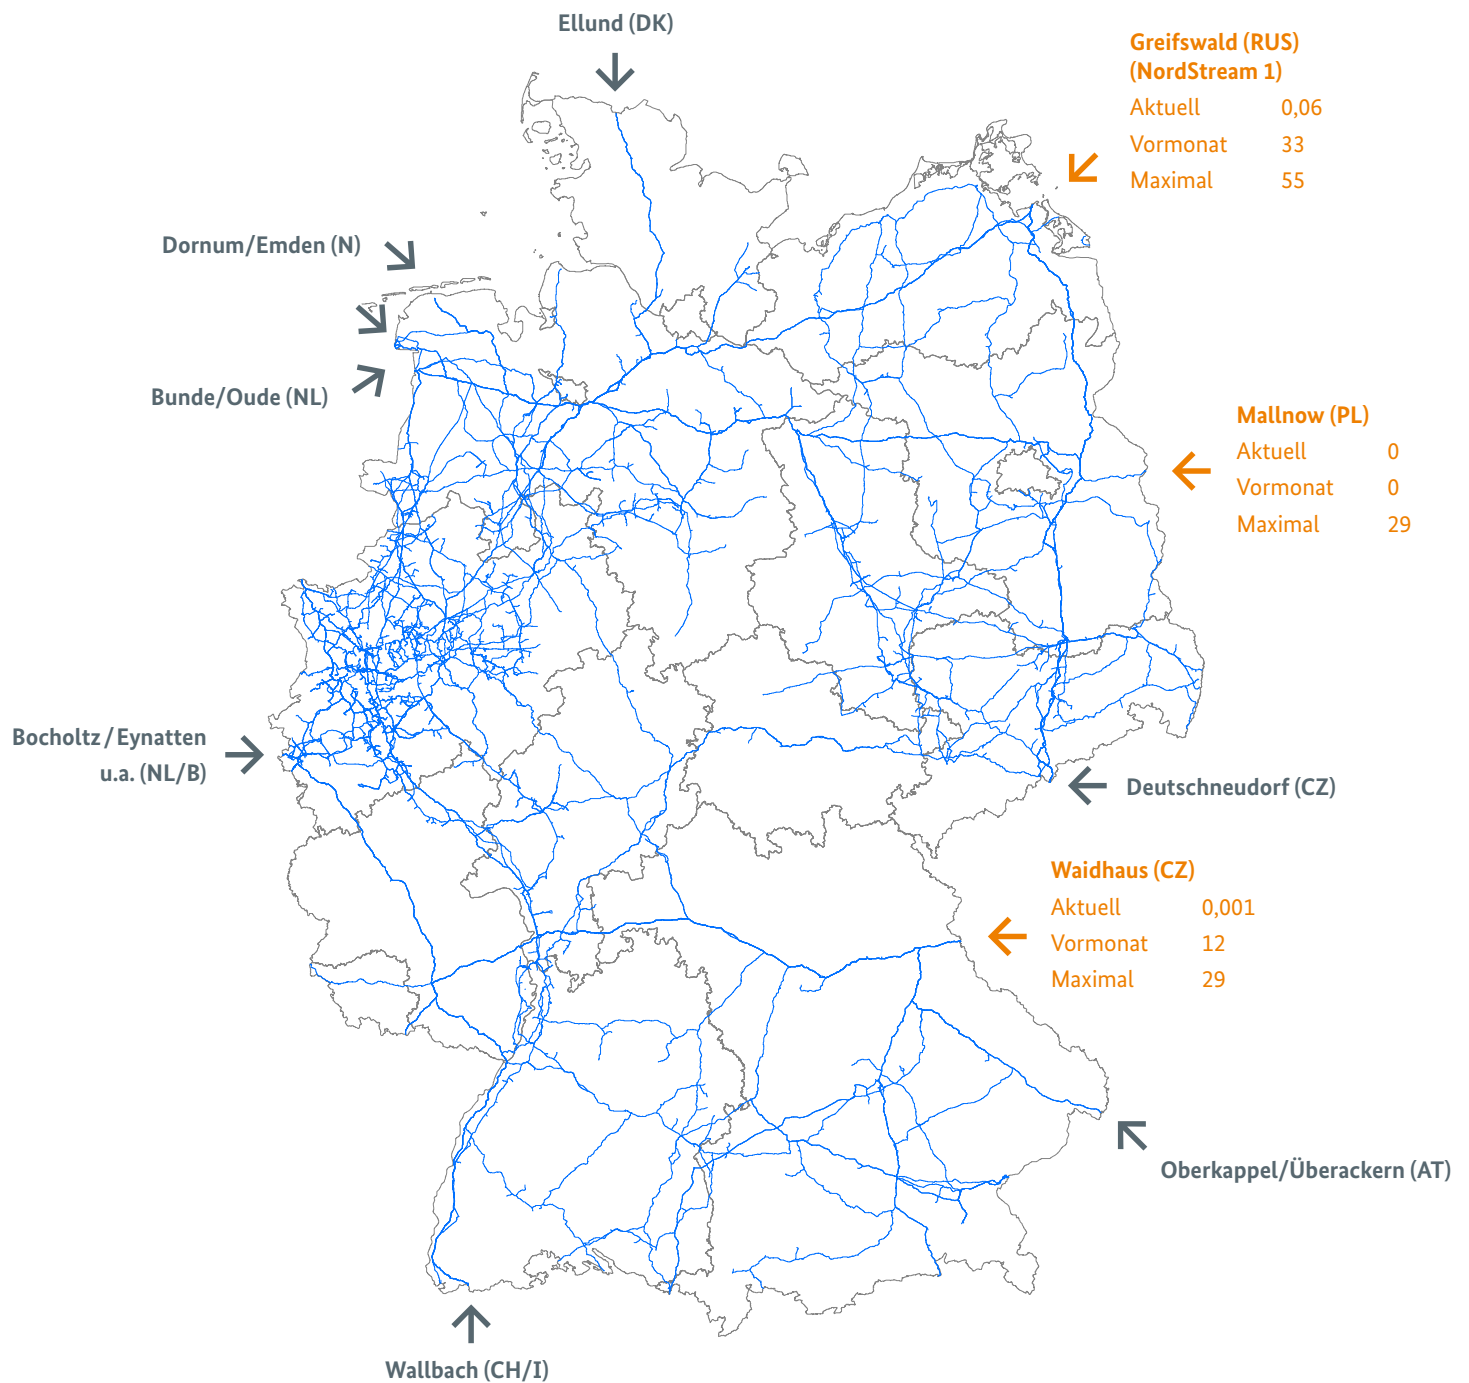 Ellund (DK)
Greifswald (RUS)
(NordStream 1)
Aktuell 0,06
Vormonat 33
Maximal 55
Dornum/Emden (N)
Bunde/Oude (NL)
Mallnow (PL)
Aktuell 0
Vormonat 0
Maximal 29
Bocholtz / Eynatten
u.a. (NL/B)
Deutschneudorf (CZ)
Waidhaus (CZ)
Aktuell 0,001
Vormonat 12
Maximal 29
Oberkappel/Überackern (AT)
Wallbach (CH/I)